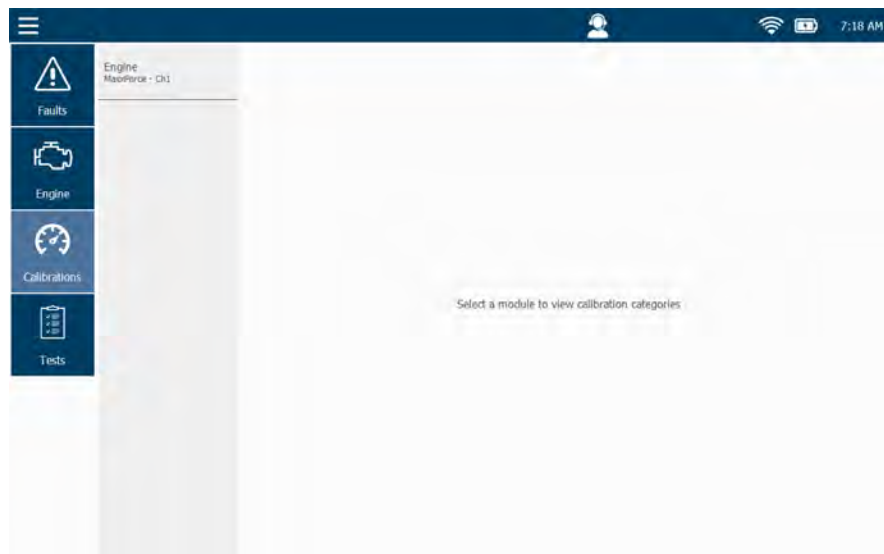 7:18 AM
Faults
Engine
Calibrations
Tests
Engine
MaxxForce - Ch1
Select a module to view calibration categories